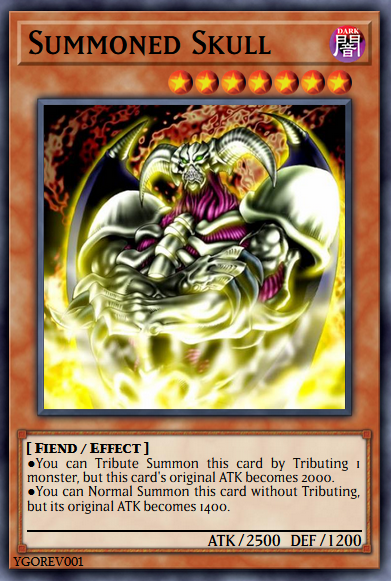 Summoned Skull
DARK
闇
[ Fiend / Effect ]
●You can Tribute Summon this card by Tributing 1
monster, but this card's original ATK becomes 2000.
●You can Normal Summon this card without Tributing,
but its original ATK becomes 1400.
ATK / 2500 DEF / 1200
YGOREV001